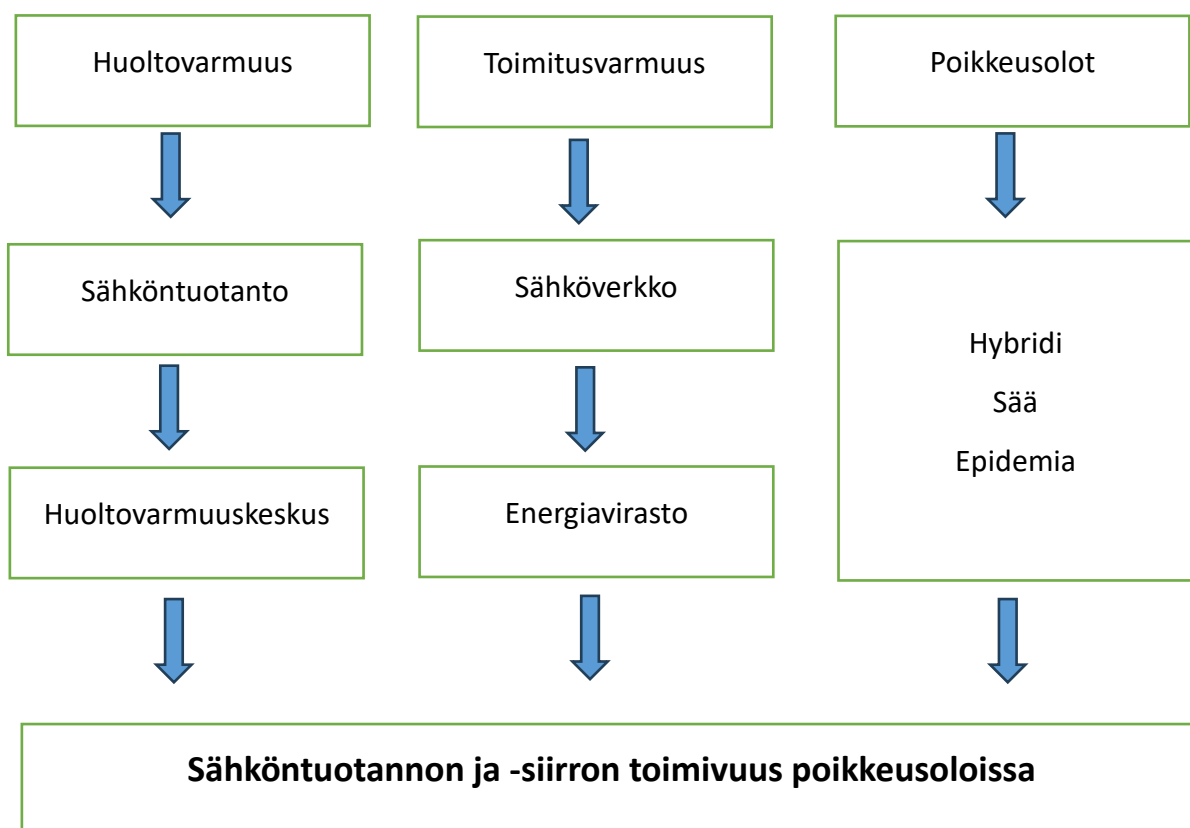 Huoltovarmuus
Toimitusvarmuus
Poikkeusolot
Sähköntuotanto
Sähköverkko
Hybridi
Sää
Epidemia
Huoltovarmuuskeskus
Energiavirasto
Sähköntuotannon ja -siirron toimivuus poikkeusoloissa